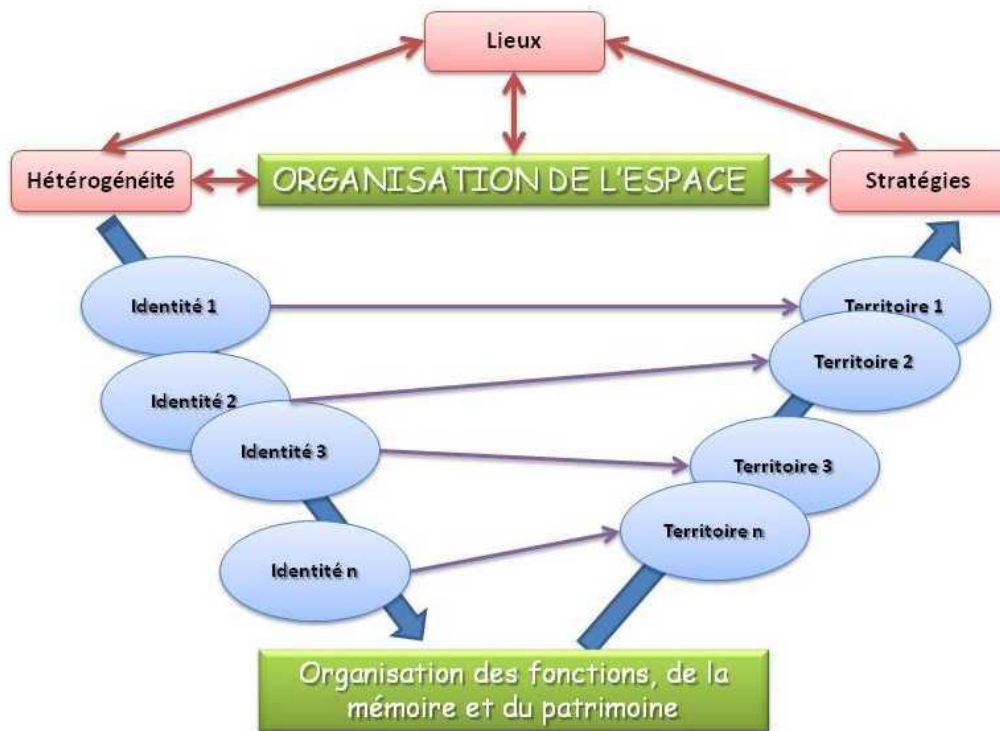 Lieux
Hétérogénéité
ORGANISATION DE L'ESPACE
Stratégies
Identité 1
Territoire 1
Identité 2
Territoire 2
Identité 3
Territoire 3
Identité n
Territoire n
Organisation des fonctions, de la
mémoire et du patrimoine